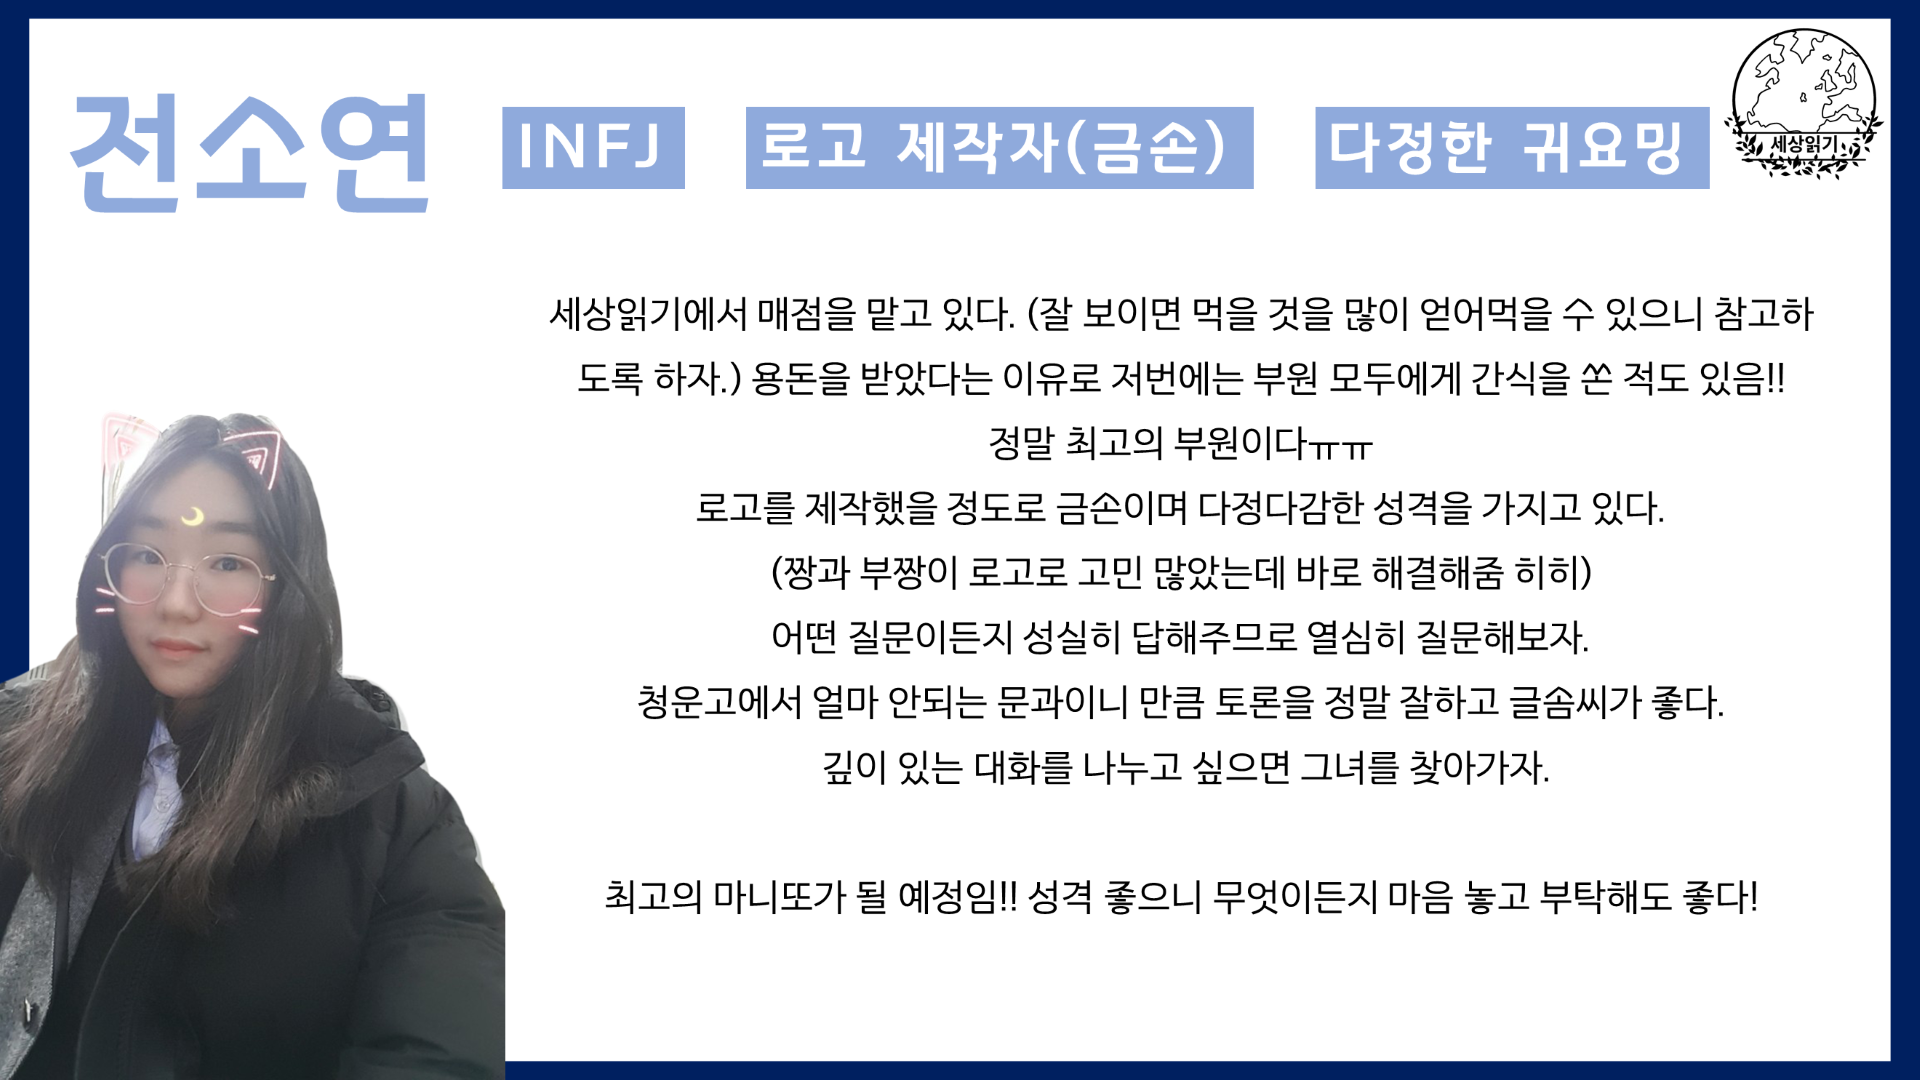 전소연
INFJ
로고 제작자(금손)
다정한 귀요밍
세상읽기
세상읽기에서 매점을 맡고 있다. (잘 보이면 먹을 것을 많이 얻어먹을 수 있으니 참고하
도록 하자.) 용돈을 받았다는 이유로 저번에는 부원 모두에게 간식을 쏜 적도 있음!!
정말 최고의 부원이다ㅠㅠ
로고를 제작했을 정도로 금손이며 다정다감한 성격을 가지고 있다.
(짱과 부짱이 로고로 고민 많았는데 바로 해결해줌 히히)
어떤 질문이든지 성실히 답해주므로 열심히 질문해보자.
청운고에서 얼마 안되는 문과이니 만큼 토론을 정말 잘하고 글솜씨가 좋다.
깊이 있는 대화를 나누고 싶으면 그녀를 찾아가자.
최고의 마니또가 될 예정임!! 성격 좋으니 무엇이든지 마음 놓고 부탁해도 좋다!